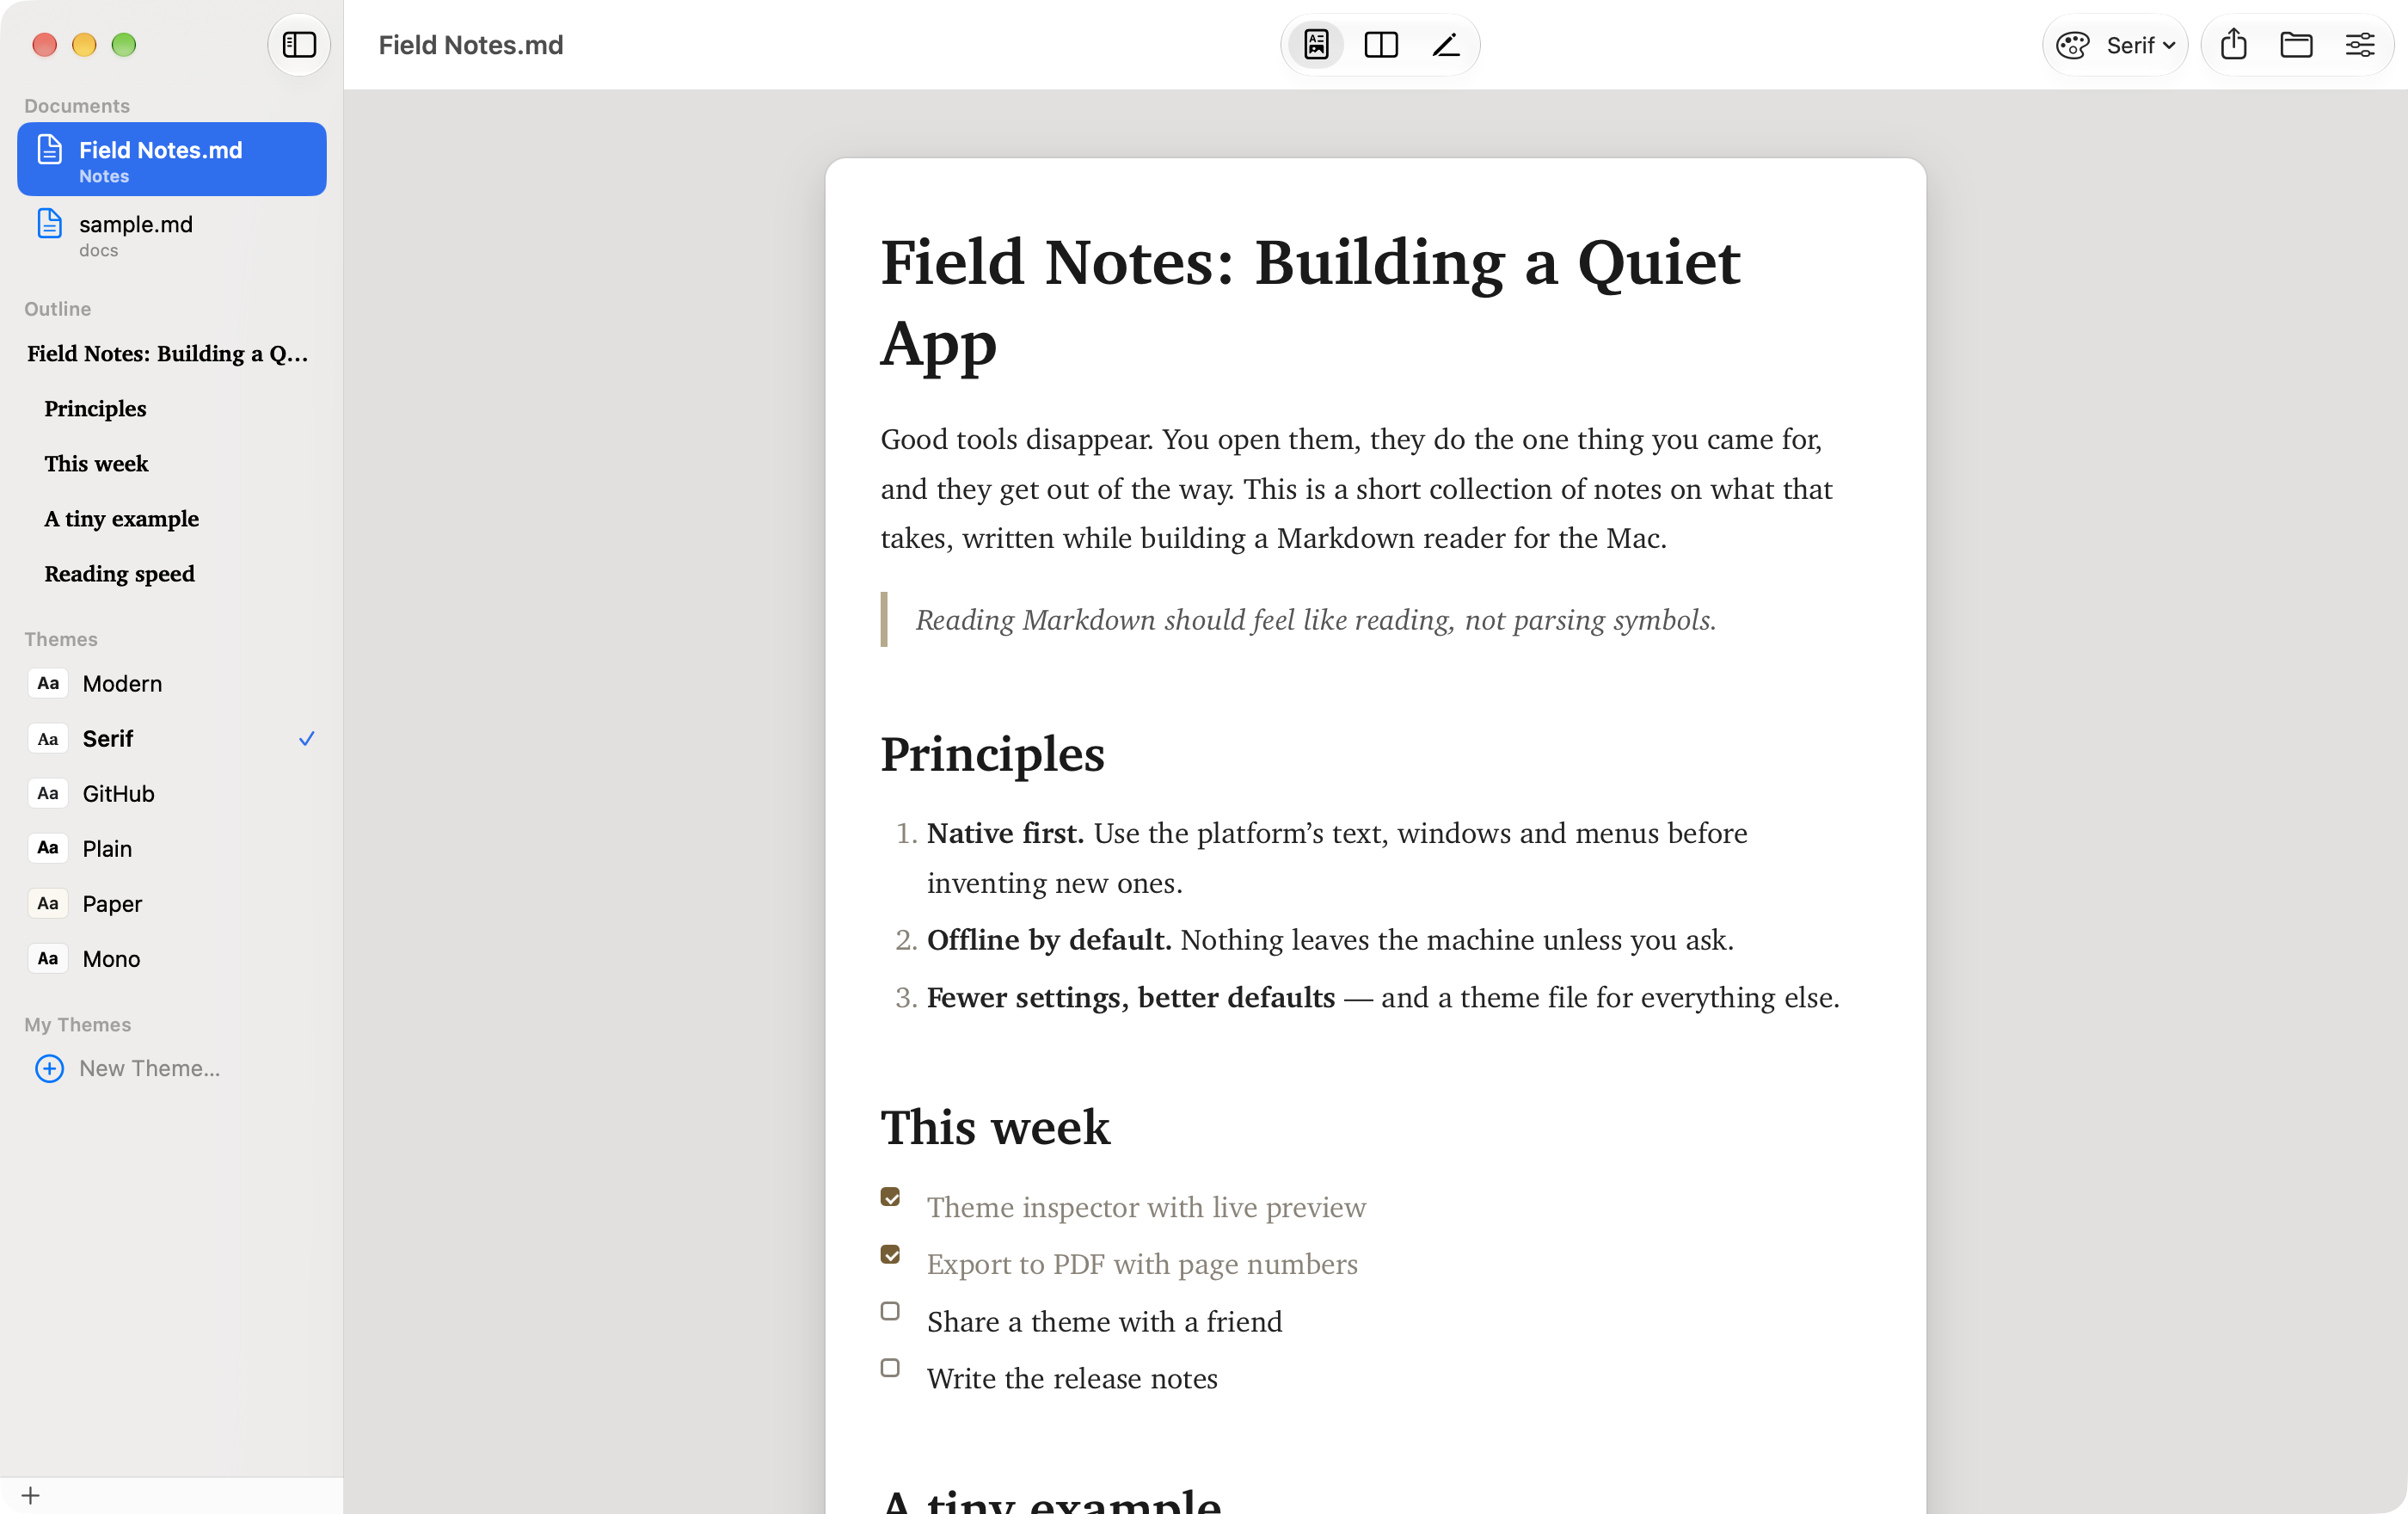 Field Notes.md
Serif
Documents
Field Notes.md
Notes
sample.md
docs
Outline
Field Notes: Building a Q...
Principles
This week
A tiny example
Reading speed
Themes
Aa Modern
Aa Serif
Aa GitHub
Aa Plain
Aa Paper
Aa Mono
My Themes
New Theme...
Field Notes: Building a Quiet
App
Good tools disappear. You open them, they do the one thing you came for,
and they get out of the way. This is a short collection of notes on what that
takes, written while building a Markdown reader for the Mac.
Reading Markdown should feel like reading, not parsing symbols.
Principles
1. Native first. Use the platform’s text, windows and menus before
inventing new ones.
2. Offline by default. Nothing leaves the machine unless you ask.
3. Fewer settings, better defaults — and a theme file for everything else.
This week
Theme inspector with live preview
Export to PDF with page numbers
Share a theme with a friend
Write the release notes
A tiny example